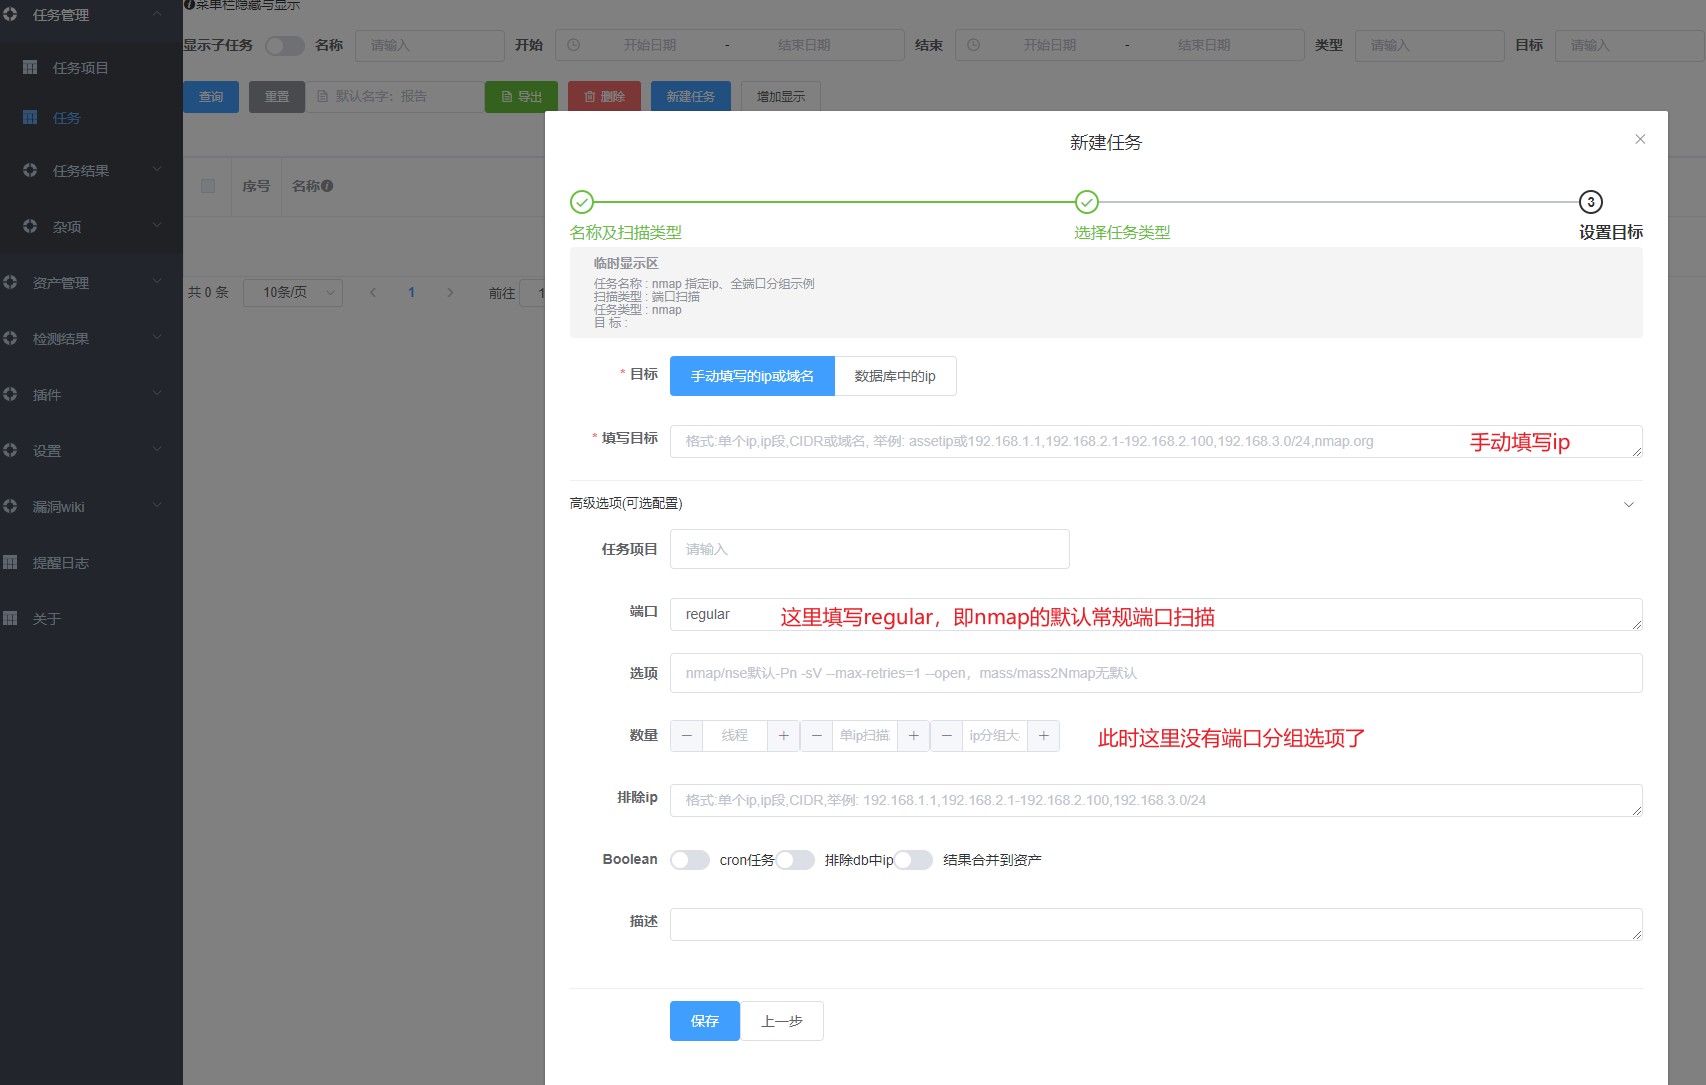 任务管理
任务项目
任务
任务结果
杂项
资产管理
检测结果
插件
设置
漏洞wiki
提醒日志
关于
菜单栏隐藏与显示
显示子任务 名称 请输入 开始 开始日期 - 结束日期 结束 开始日期 - 结束日期 类型 请输入 目标 请输入
查询 重置 默认名字：报告 导出 删除 新建任务 增加显示
序号 名称
共 0 条 10条/页 1 前往 1
新建任务
3
名称及扫描类型 选择任务类型 设置目标
临时显示区
任务名称 : nmap 指定ip、全端口分组示例
扫描类型 : 端口扫描
任务类型 : nmap
目 标 :
* 目标 手动填写的ip或域名 数据库中的ip
* 填写目标 格式:单个ip,ip段,CIDR或域名, 举例: assetip或192.168.1.1,192.168.2.1-192.168.2.100,192.168.3.0/24,nmap.org 手动填写ip
高级选项(可选配置)
任务项目 请输入
端口 regular 这里填写regular，即nmap的默认常规端口扫描
选项 nmap/nse默认-Pn -sV --max-retries=1 --open，mass/mass2Nmap无默认
数量 − 线程 + − 单ip扫描 + − ip分组大 + 此时这里没有端口分组选项了
排除ip 格式:单个ip,ip段,CIDR,举例: 192.168.1.1,192.168.2.1-192.168.2.100,192.168.3.0/24
Boolean cron任务 排除db中ip 结果合并到资产
描述
保存 上一步